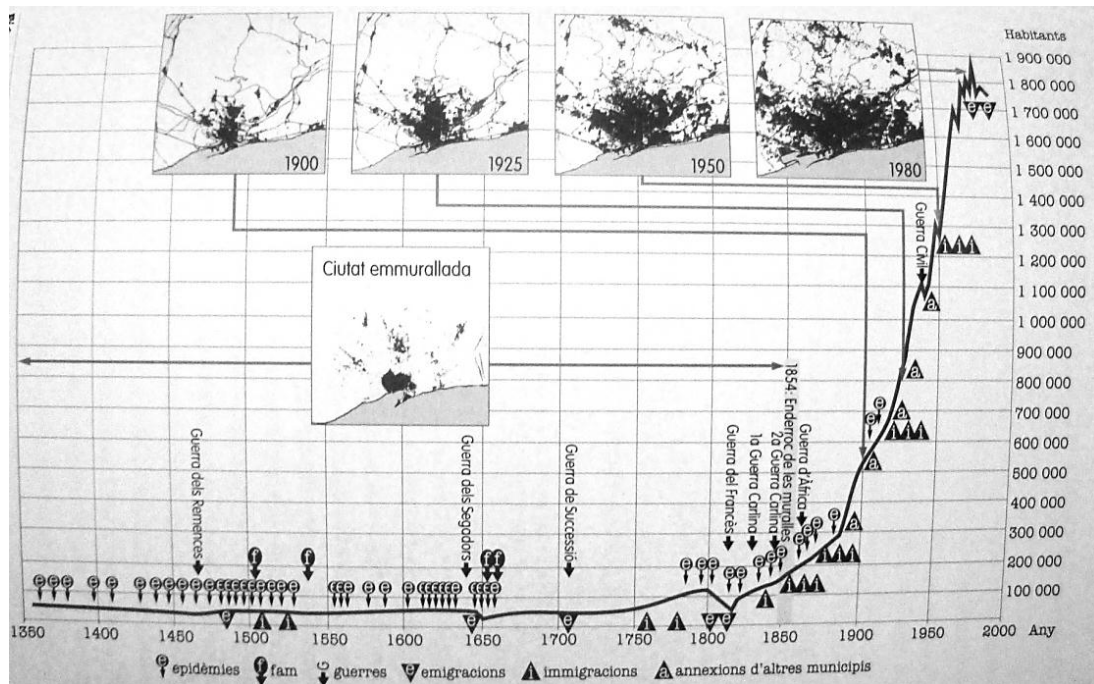 1900
1925
1950
1980
Habitants
1 900 000
1 800 000
1 700 000
1 600 000
1 500 000
1 400 000
1 300 000
1 200 000
1 100 000
1 000 000
900 000
800 000
700 000
600 000
500 000
400 000
300 000
200 000
100 000
Ciutat emmurallada
Guerra dels Remences
Guerra dels Segadors
Guerra de Successió
Guerra del Francès
1a Guerra Carlina
2a Guerra Carlina
1854: Enderroc de les muralles
Guerra d'Àfrica
Guerra Civil
1350 1400 1450 1500 1550 1600 1650 1700 1750 1800 1850 1900 1950 2000 Any
e epidèmies f fam G guerres e emigracions i immigracions a annexions d'altres municipis